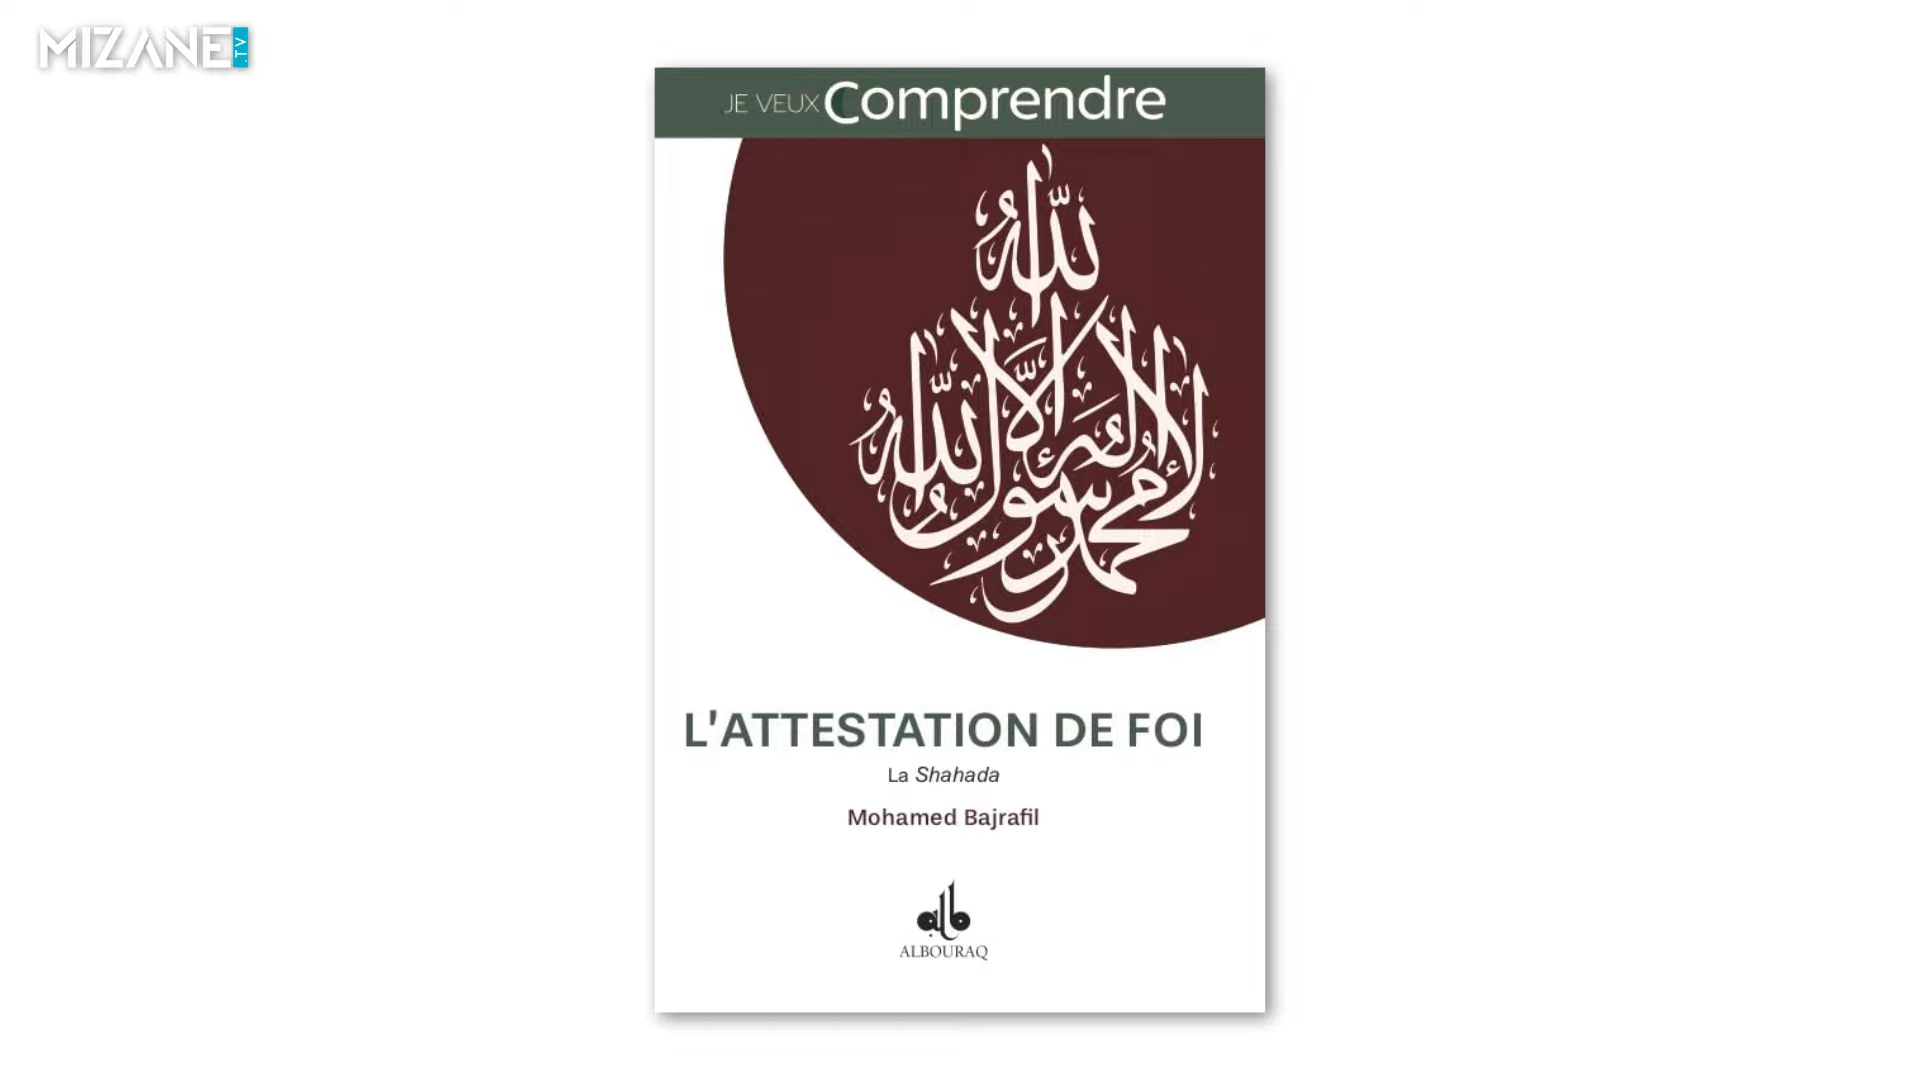 MIZANE.TV
JE VEUX Comprendre
لا إله إلا الله محمد رسول الله
L'ATTESTATION DE FOI
La Shahada
Mohamed Bajrafil
alb
ALBOURAQ